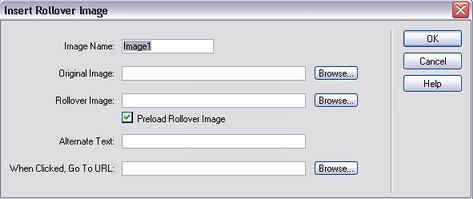 Insert Rollover Image
Image Name: Image1
OK
Original Image: Browse...
Cancel
Rollover Image: Browse...
Help
Preload Rollover Image
Alternate Text:
When Clicked, Go To URL: Browse...